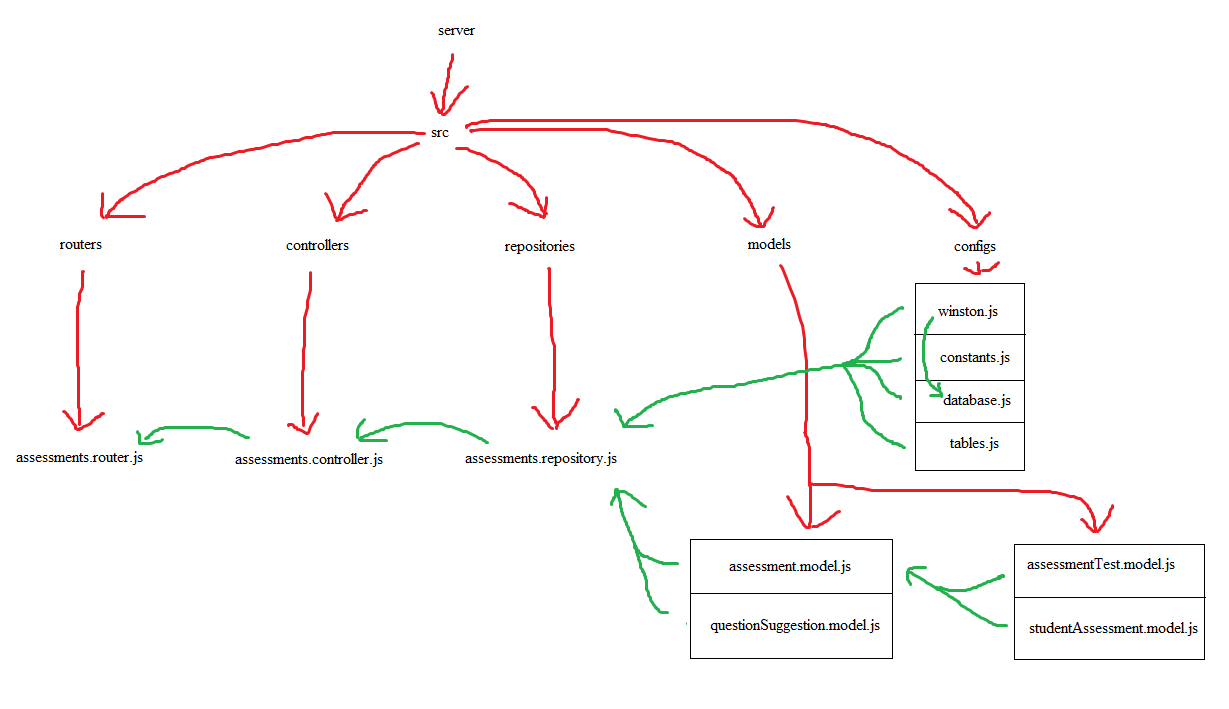 server
src
routers
controllers
repositories
models
configs
winston.js
constants.js
database.js
tables.js
assessments.router.js
assessments.controller.js
assessments.repository.js
assessment.model.js
questionSuggestion.model.js
assessmentTest.model.js
studentAssessment.model.js